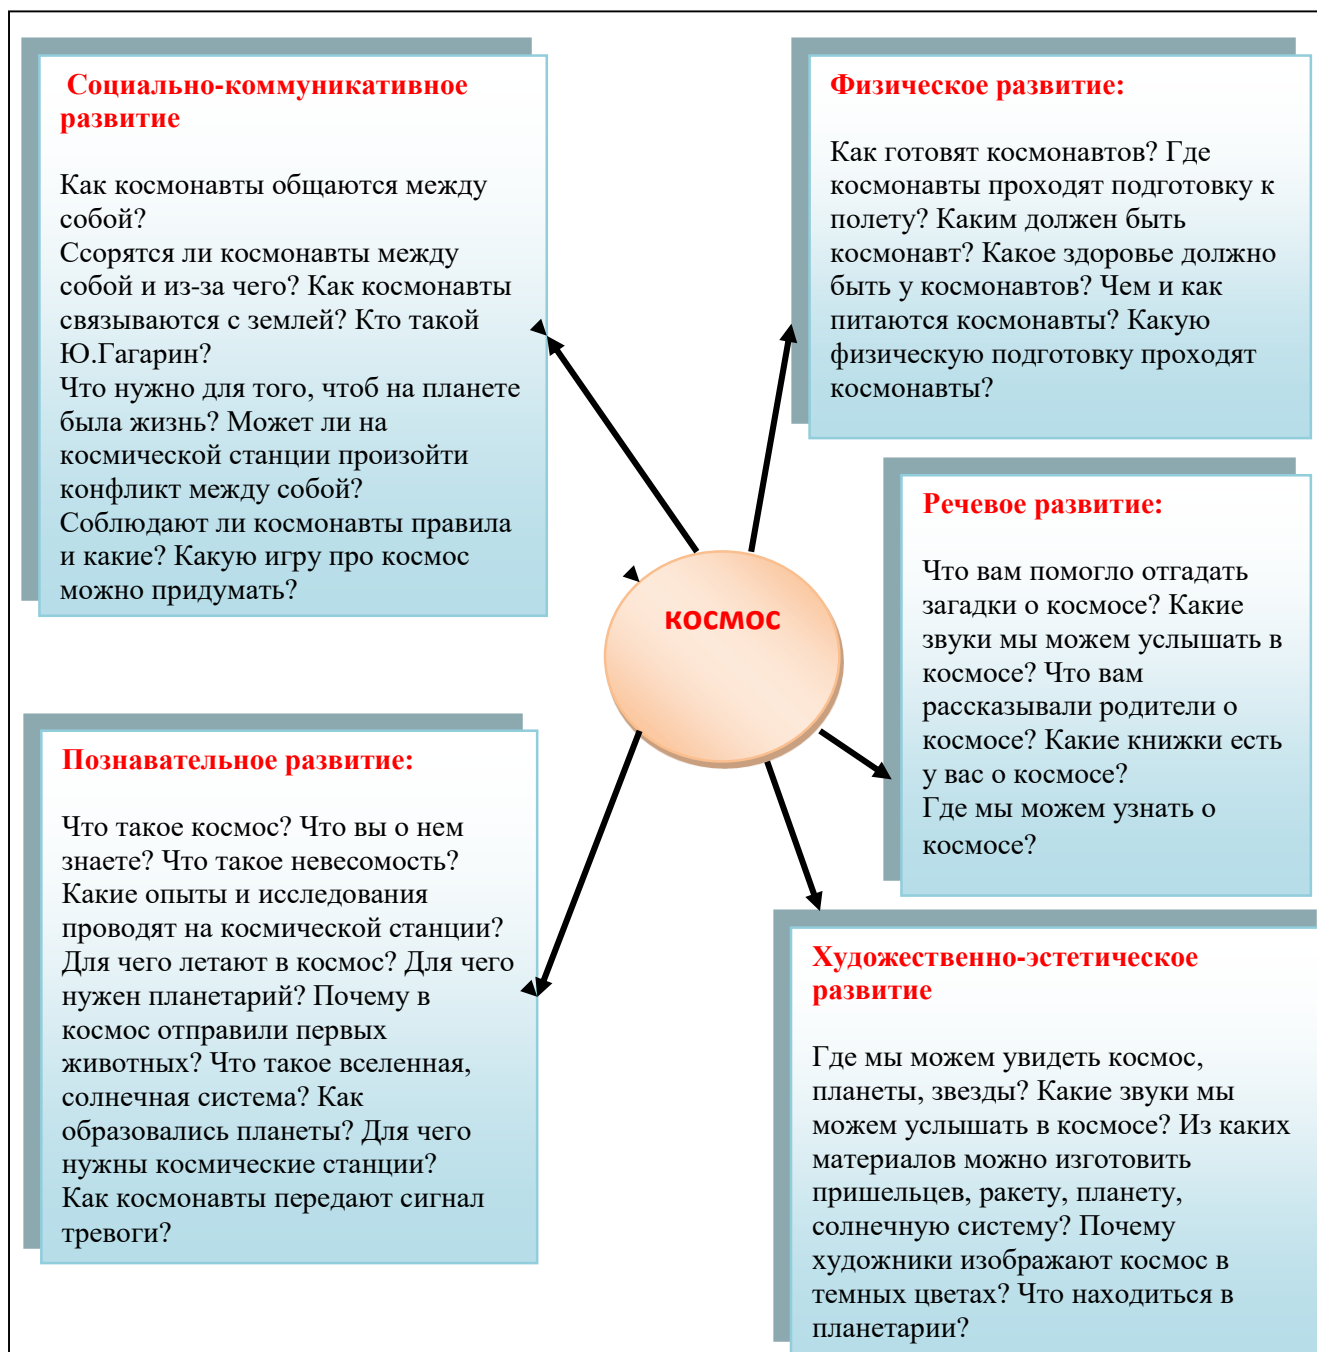 Социально-коммуникативное
развитие
Как космонавты общаются между
собой?
Ссорятся ли космонавты между
собой и из-за чего? Как космонавты
связываются с землей? Кто такой
Ю.Гагарин?
Что нужно для того, чтоб на планете
была жизнь? Может ли на
космической станции произойти
конфликт между собой?
Соблюдают ли космонавты правила
и какие? Какую игру про космос
можно придумать?
Физическое развитие:
Как готовят космонавтов? Где
космонавты проходят подготовку к
полету? Каким должен быть
космонавт? Какое здоровье должно
быть у космонавтов? Чем и как
питаются космонавты? Какую
физическую подготовку проходят
космонавты?
Речевое развитие:
Что вам помогло отгадать
загадки о космосе? Какие
звуки мы можем услышать в
космосе? Что вам
рассказывали родители о
космосе? Какие книжки есть
у вас о космосе?
Где мы можем узнать о
космосе?
космос
Познавательное развитие:
Что такое космос? Что вы о нем
знаете? Что такое невесомость?
Какие опыты и исследования
проводят на космической станции?
Для чего летают в космос? Для чего
нужен планетарий? Почему в
космос отправили первых
животных? Что такое вселенная,
солнечная система? Как
образовались планеты? Для чего
нужны космические станции?
Как космонавты передают сигнал
тревоги?
Художественно-эстетическое
развитие
Где мы можем увидеть космос,
планеты, звезды? Какие звуки мы
можем услышать в космосе? Из каких
материалов можно изготовить
пришельцев, ракету, планету,
солнечную систему? Почему
художники изображают космос в
темных цветах? Что находиться в
планетарии?